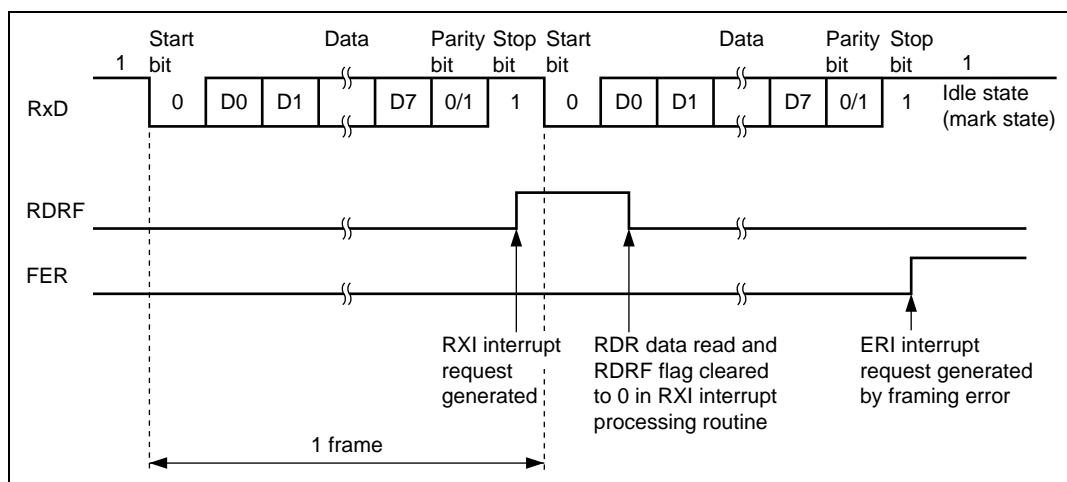 Start Data Parity Stop Start Data Parity Stop
1 bit bit bit bit bit bit 1
RxD 0 D0 D1 D7 0/1 1 0 D0 D1 D7 0/1 1 Idle state
(mark state)
RDRF
FER
RXI interrupt
request
generated
RDR data read and
RDRF flag cleared
to 0 in RXI interrupt
processing routine
ERI interrupt
request generated
by framing error
1 frame